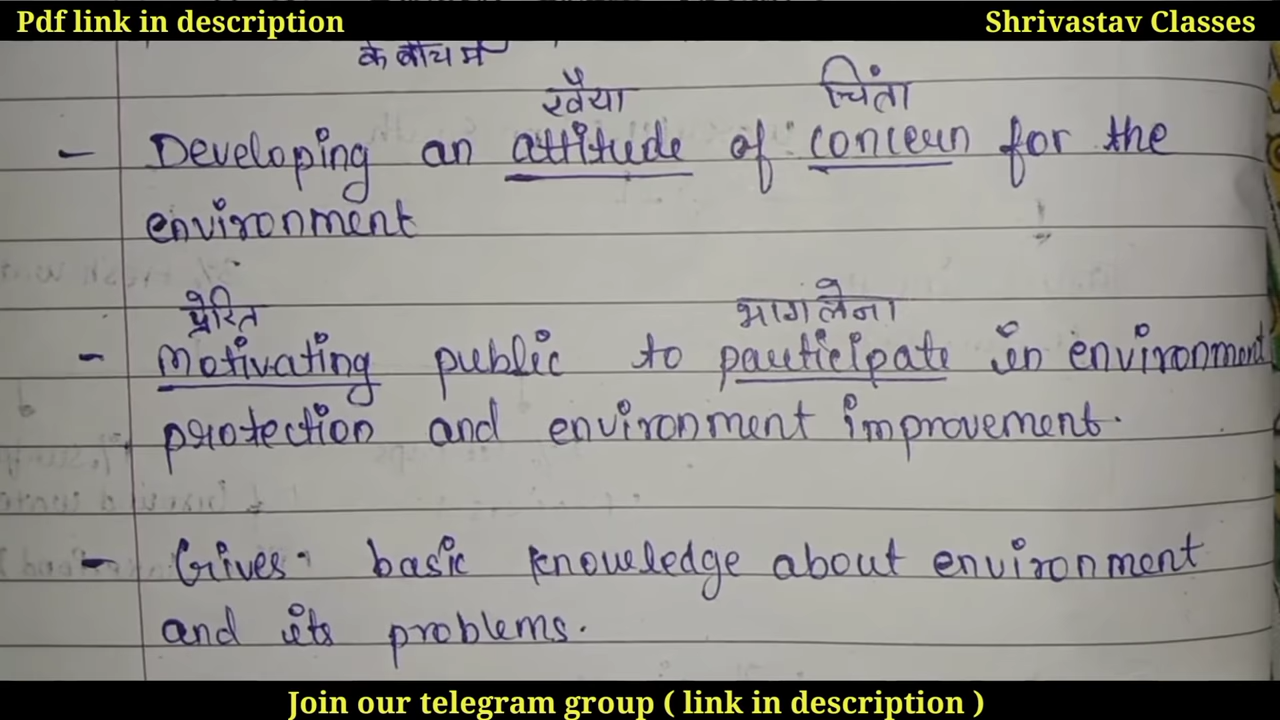 Pdf link in description
Shrivastav Classes
के बीच में
रवैया
चिंता
- Developing an attitude of concern for the
environment
प्रेरित
भाग लेना
- Motivating public to participate in environment
protection and environment improvement.
- Gives basic knowledge about environment
and its problems.
Join our telegram group ( link in description )